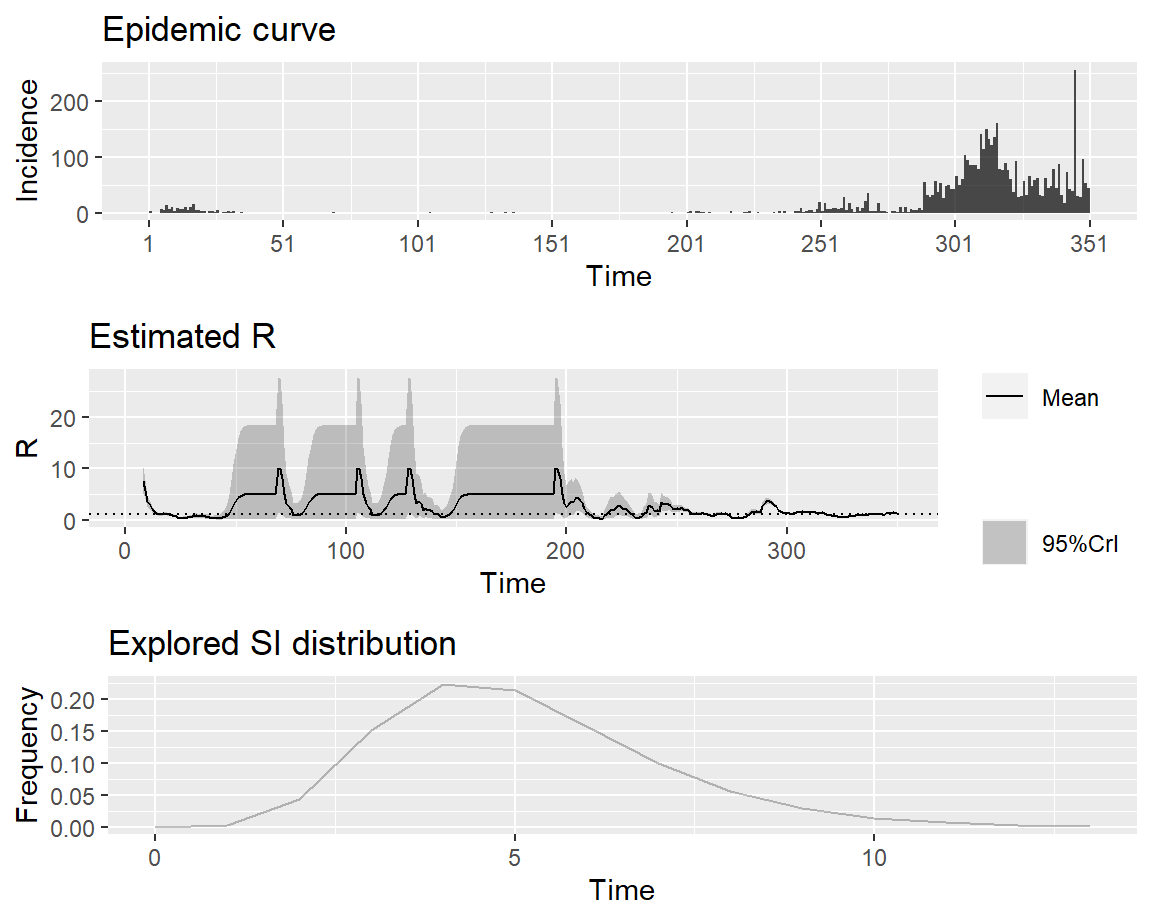 Epidemic curve
Incidence
200
100
0
1 51 101 151 201 251 301 351
Time
Estimated R
R
20
10
0
0 100 200 300
Time
Mean
95%CrI
Explored SI distribution
Frequency
0.20
0.15
0.10
0.05
0.00
0 5 10
Time